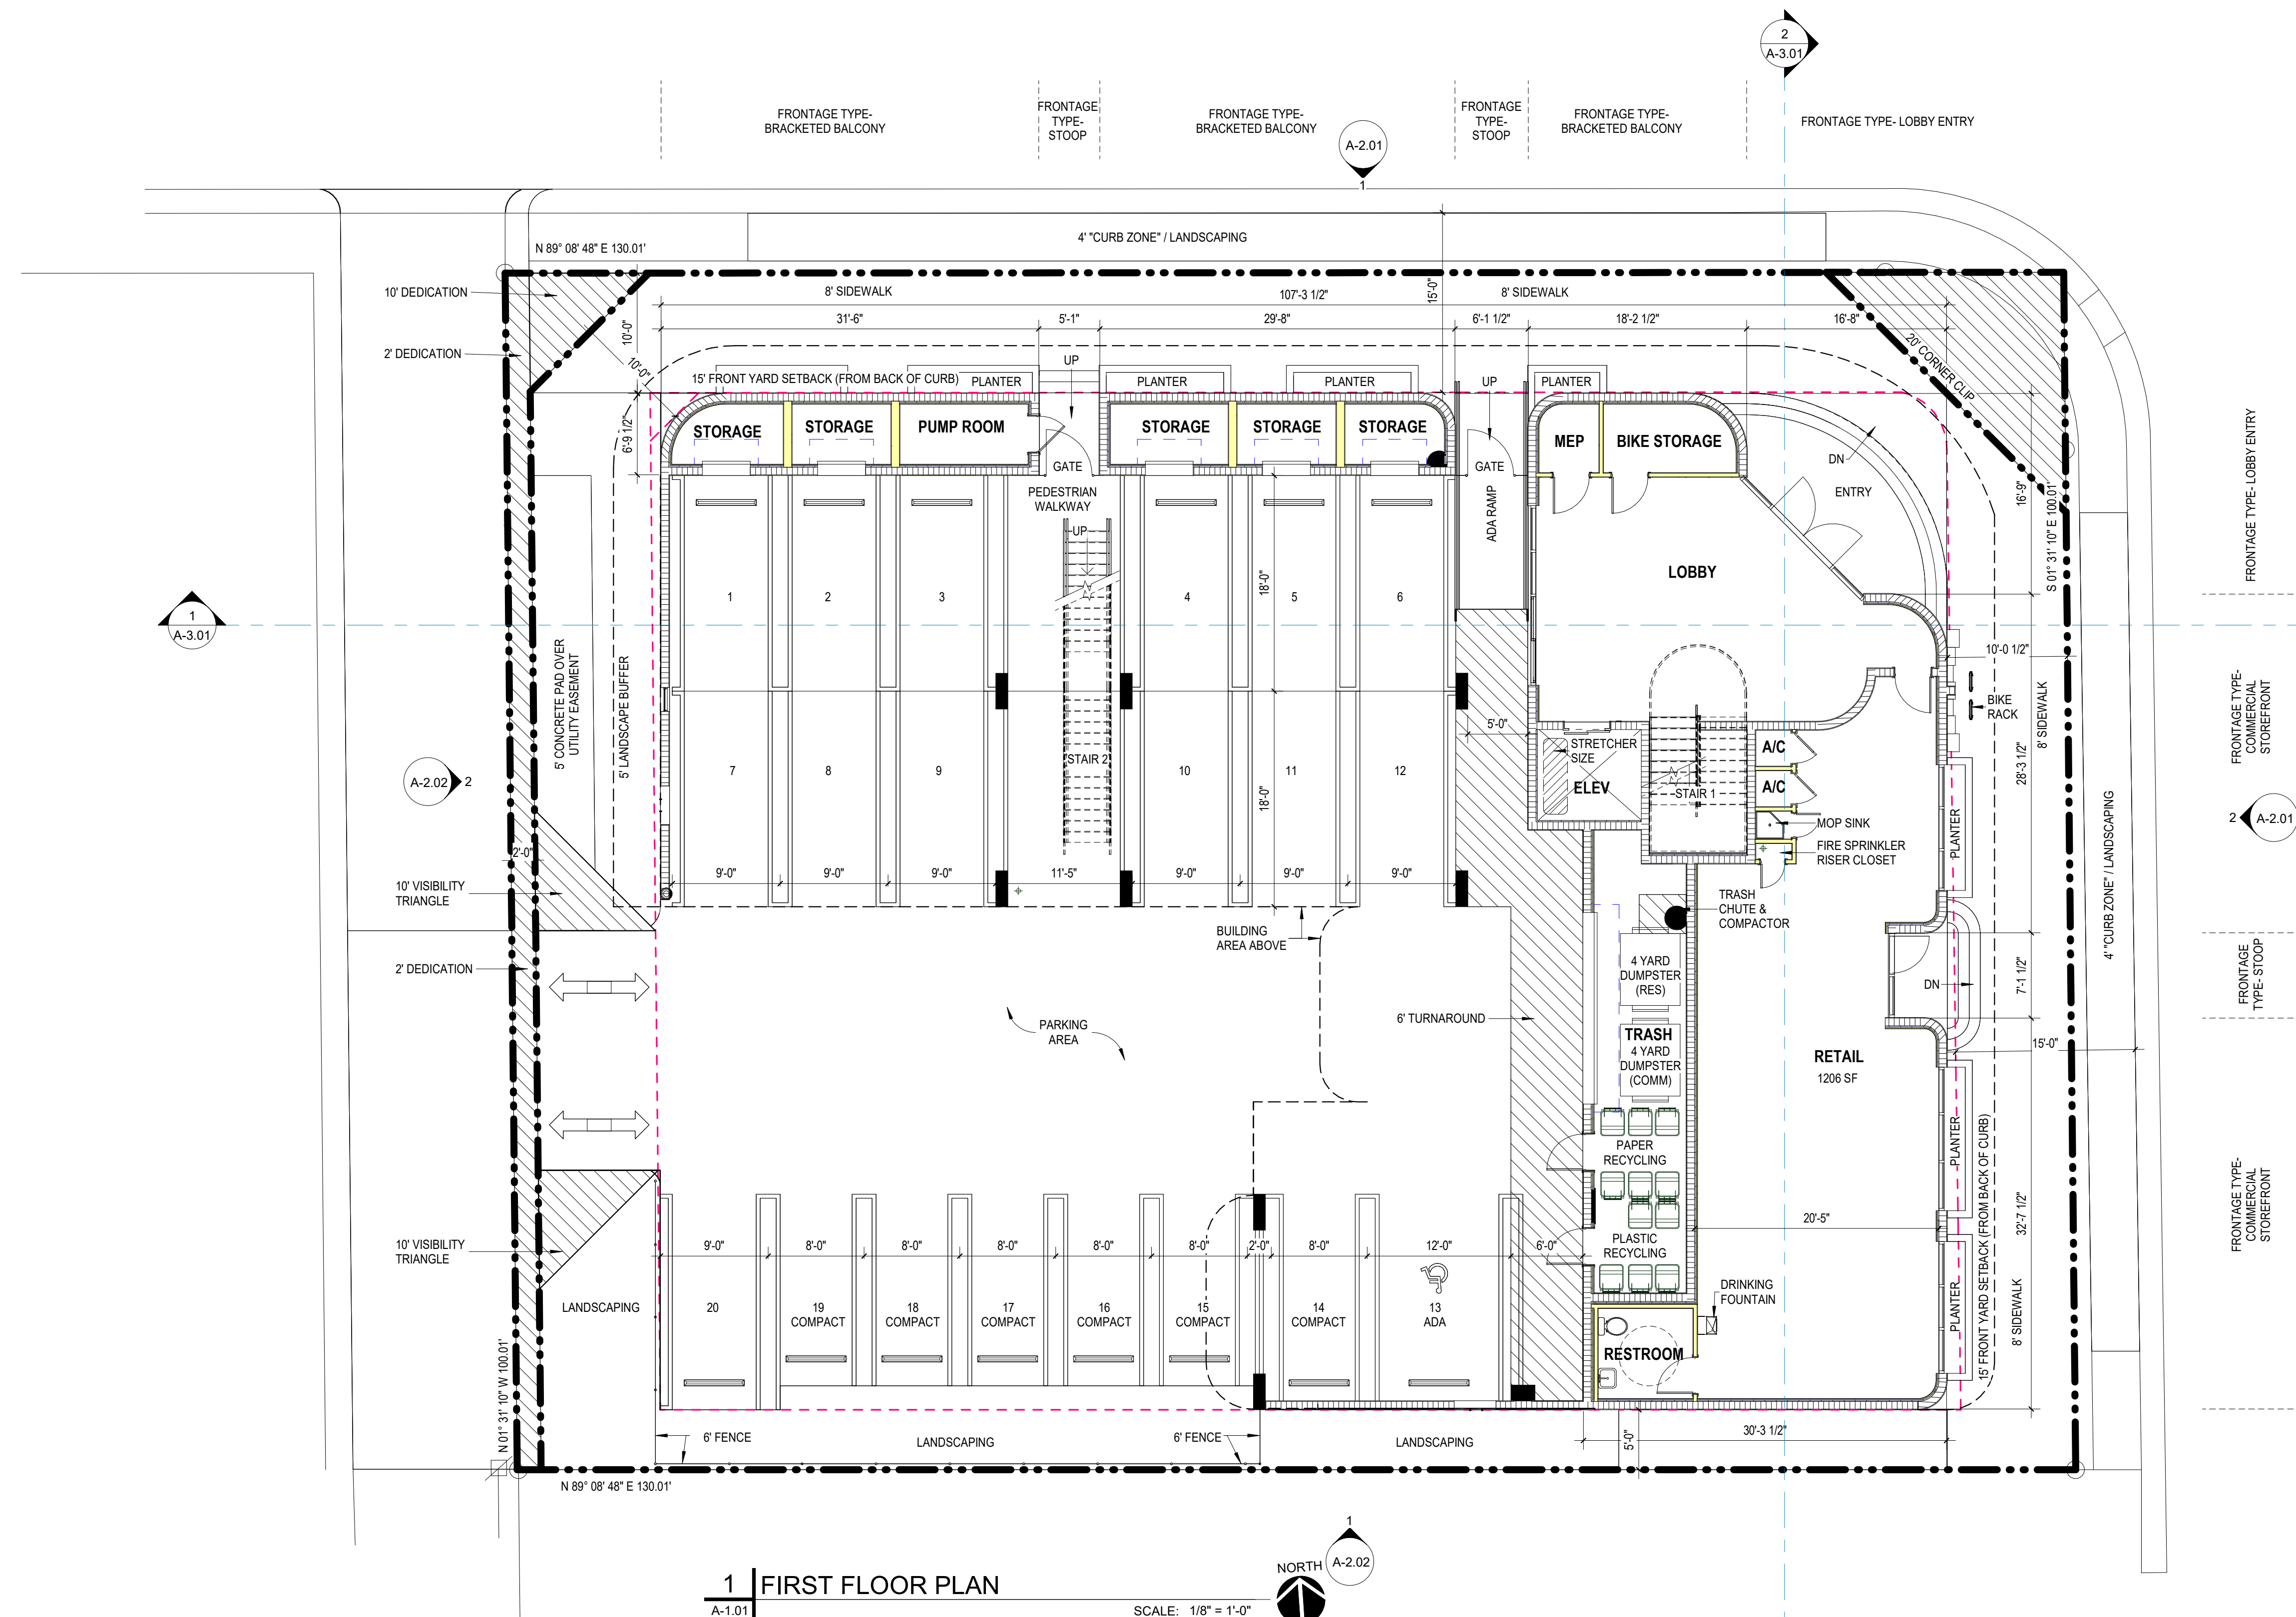 2
A-3.01
FRONTAGE TYPE-
BRACKETED BALCONY
FRONTAGE
TYPE-
STOOP
FRONTAGE TYPE-
BRACKETED BALCONY
FRONTAGE
TYPE-
STOOP
FRONTAGE TYPE-
BRACKETED BALCONY
FRONTAGE TYPE- LOBBY ENTRY
A-2.01
1
N 89° 08' 48" E 130.01'
4' "CURB ZONE" / LANDSCAPING
10' DEDICATION
2' DEDICATION
8' SIDEWALK
107'-3 1/2"
15'-0"
8' SIDEWALK
31'-6"
5'-1"
29'-8"
6'-1 1/2"
18'-2 1/2"
16'-8"
10'-0"
10'-0"
6'-9 1/2"
20' CORNER CLIP
15' FRONT YARD SETBACK (FROM BACK OF CURB)
PLANTER
UP
PLANTER
PLANTER
UP
PLANTER
STORAGE
STORAGE
PUMP ROOM
STORAGE
STORAGE
STORAGE
MEP
BIKE STORAGE
DN
ENTRY
GATE
PEDESTRIAN
WALKWAY
UP
GATE
ADA RAMP
16'-9"
S 01° 31' 10" E 100.01'
FRONTAGE TYPE- LOBBY ENTRY
1
2
3
4
18'-0"
5
6
LOBBY
1
A-3.01
5' CONCRETE PAD OVER
UTILITY EASEMENT
5' LANDSCAPE BUFFER
10'-0 1/2"
8' SIDEWALK
BIKE
RACK
28'-3 1/2"
FRONTAGE TYPE-
COMMERCIAL
STOREFRONT
A-2.02
2
7
8
9
STAIR 2
10
18'-0"
11
12
5'-0"
STRETCHER
SIZE
ELEV
STAIR 1
A/C
A/C
MOP SINK
FIRE SPRINKLER
RISER CLOSET
PLANTER
4' "CURB ZONE" / LANDSCAPING
2
A-2.01
2'-0"
10' VISIBILITY
TRIANGLE
9'-0"
9'-0"
9'-0"
11'-5"
9'-0"
9'-0"
9'-0"
TRASH
CHUTE &
COMPACTOR
BUILDING
AREA ABOVE
2' DEDICATION
4 YARD
DUMPSTER
(RES)
DN
7'-1 1/2"
FRONTAGE
TYPE- STOOP
PARKING
AREA
6' TURNAROUND
TRASH
4 YARD
DUMPSTER
(COMM)
RETAIL
1206 SF
15'-0"
PAPER
RECYCLING
PLANTER
15' FRONT YARD SETBACK (FROM BACK OF CURB)
10' VISIBILITY
TRIANGLE
9'-0"
8'-0"
8'-0"
8'-0"
8'-0"
8'-0"
2'-0"
8'-0"
12'-0"
6'-0"
PLASTIC
RECYCLING
20'-5"
32'-7 1/2"
FRONTAGE TYPE-
COMMERCIAL
STOREFRONT
LANDSCAPING
20
19
COMPACT
18
COMPACT
17
COMPACT
16
COMPACT
15
COMPACT
14
COMPACT
13
ADA
DRINKING
FOUNTAIN
RESTROOM
PLANTER
8' SIDEWALK
N 01° 31' 10" W 100.01'
6' FENCE
LANDSCAPING
6' FENCE
LANDSCAPING
5'-0"
30'-3 1/2"
N 89° 08' 48" E 130.01'
1
A-2.02
NORTH
1
FIRST FLOOR PLAN
A-1.01
SCALE: 1/8" = 1'-0"